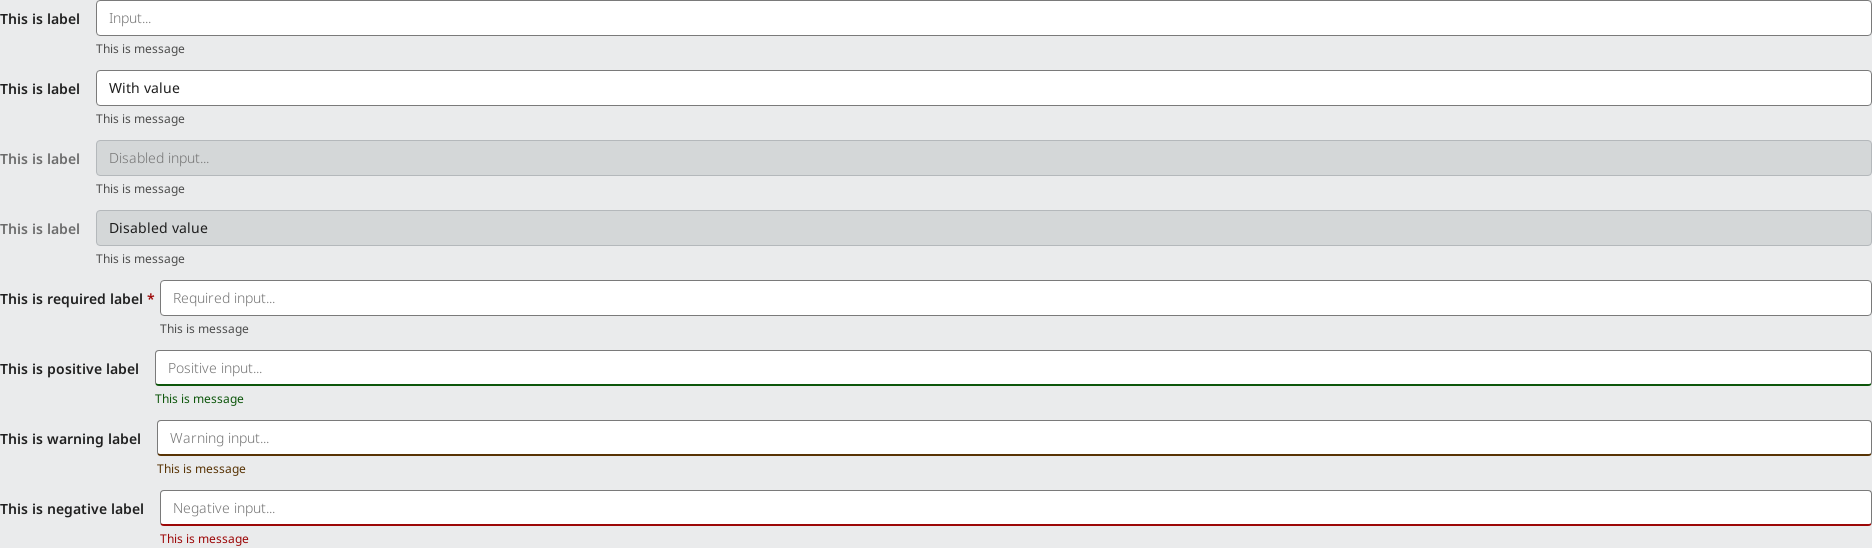 This is label Input...
This is message
This is label With value
This is message
This is label Disabled input...
This is message
This is label Disabled value
This is message
This is required label * Required input...
This is message
This is positive label Positive input...
This is message
This is warning label Warning input...
This is message
This is negative label Negative input...
This is message